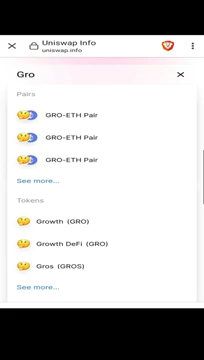 Uniswap Info
uniswap.info
Gro
Pairs
GRO-ETH Pair
GRO-ETH Pair
GRO-ETH Pair
See more...
Tokens
Growth (GRO)
Growth DeFi (GRO)
Gros (GROS)
See more...